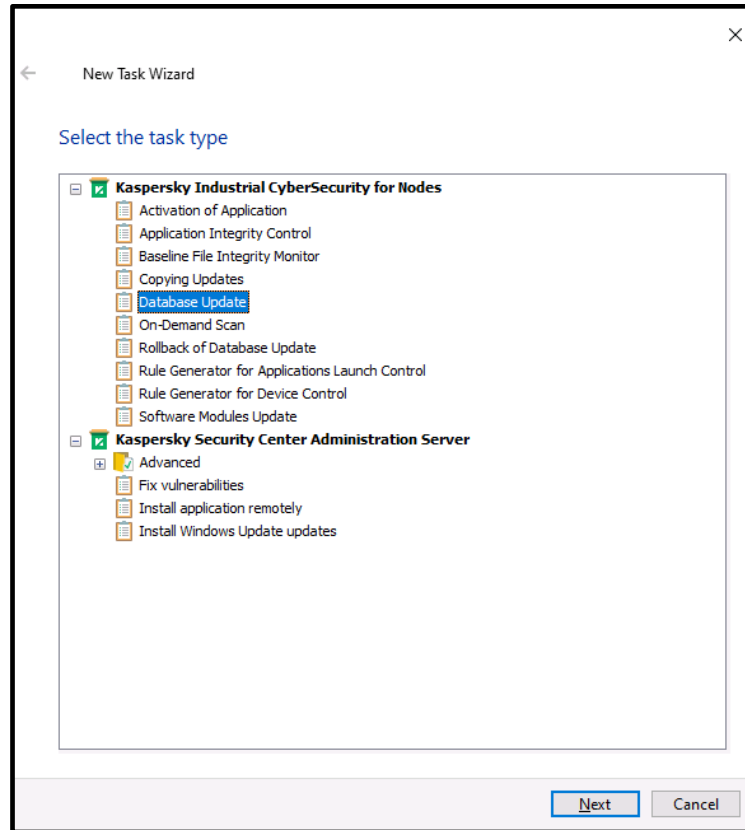 New Task Wizard
Select the task type
Kaspersky Industrial CyberSecurity for Nodes
Activation of Application
Application Integrity Control
Baseline File Integrity Monitor
Copying Updates
Database Update
On-Demand Scan
Rollback of Database Update
Rule Generator for Applications Launch Control
Rule Generator for Device Control
Software Modules Update
Kaspersky Security Center Administration Server
Advanced
Fix vulnerabilities
Install application remotely
Install Windows Update updates
Next Cancel